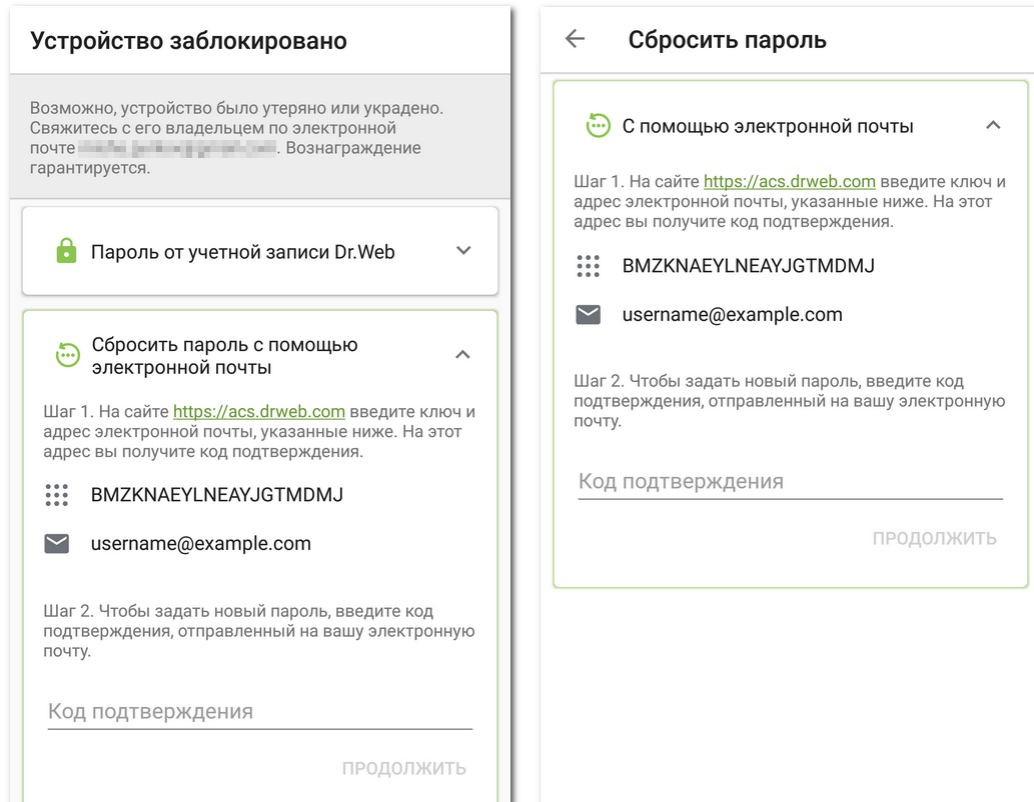 Устройство заблокировано
Возможно, устройство было утеряно или украдено.
Свяжитесь с его владельцем по электронной
почте . Вознаграждение
гарантируется.
Пароль от учетной записи Dr.Web
Сбросить пароль с помощью
электронной почты
Шаг 1. На сайте https://acs.drweb.com введите ключ и
адрес электронной почты, указанные ниже. На этот
адрес вы получите код подтверждения.
BMZKNAEYLNEAYJGTMDMJ
username@example.com
Шаг 2. Чтобы задать новый пароль, введите код
подтверждения, отправленный на вашу электронную
почту.
Код подтверждения
ПРОДОЛЖИТЬ
Сбросить пароль
С помощью электронной почты
Шаг 1. На сайте https://acs.drweb.com введите ключ и
адрес электронной почты, указанные ниже. На этот
адрес вы получите код подтверждения.
BMZKNAEYLNEAYJGTMDMJ
username@example.com
Шаг 2. Чтобы задать новый пароль, введите код
подтверждения, отправленный на вашу электронную
почту.
Код подтверждения
ПРОДОЛЖИТЬ